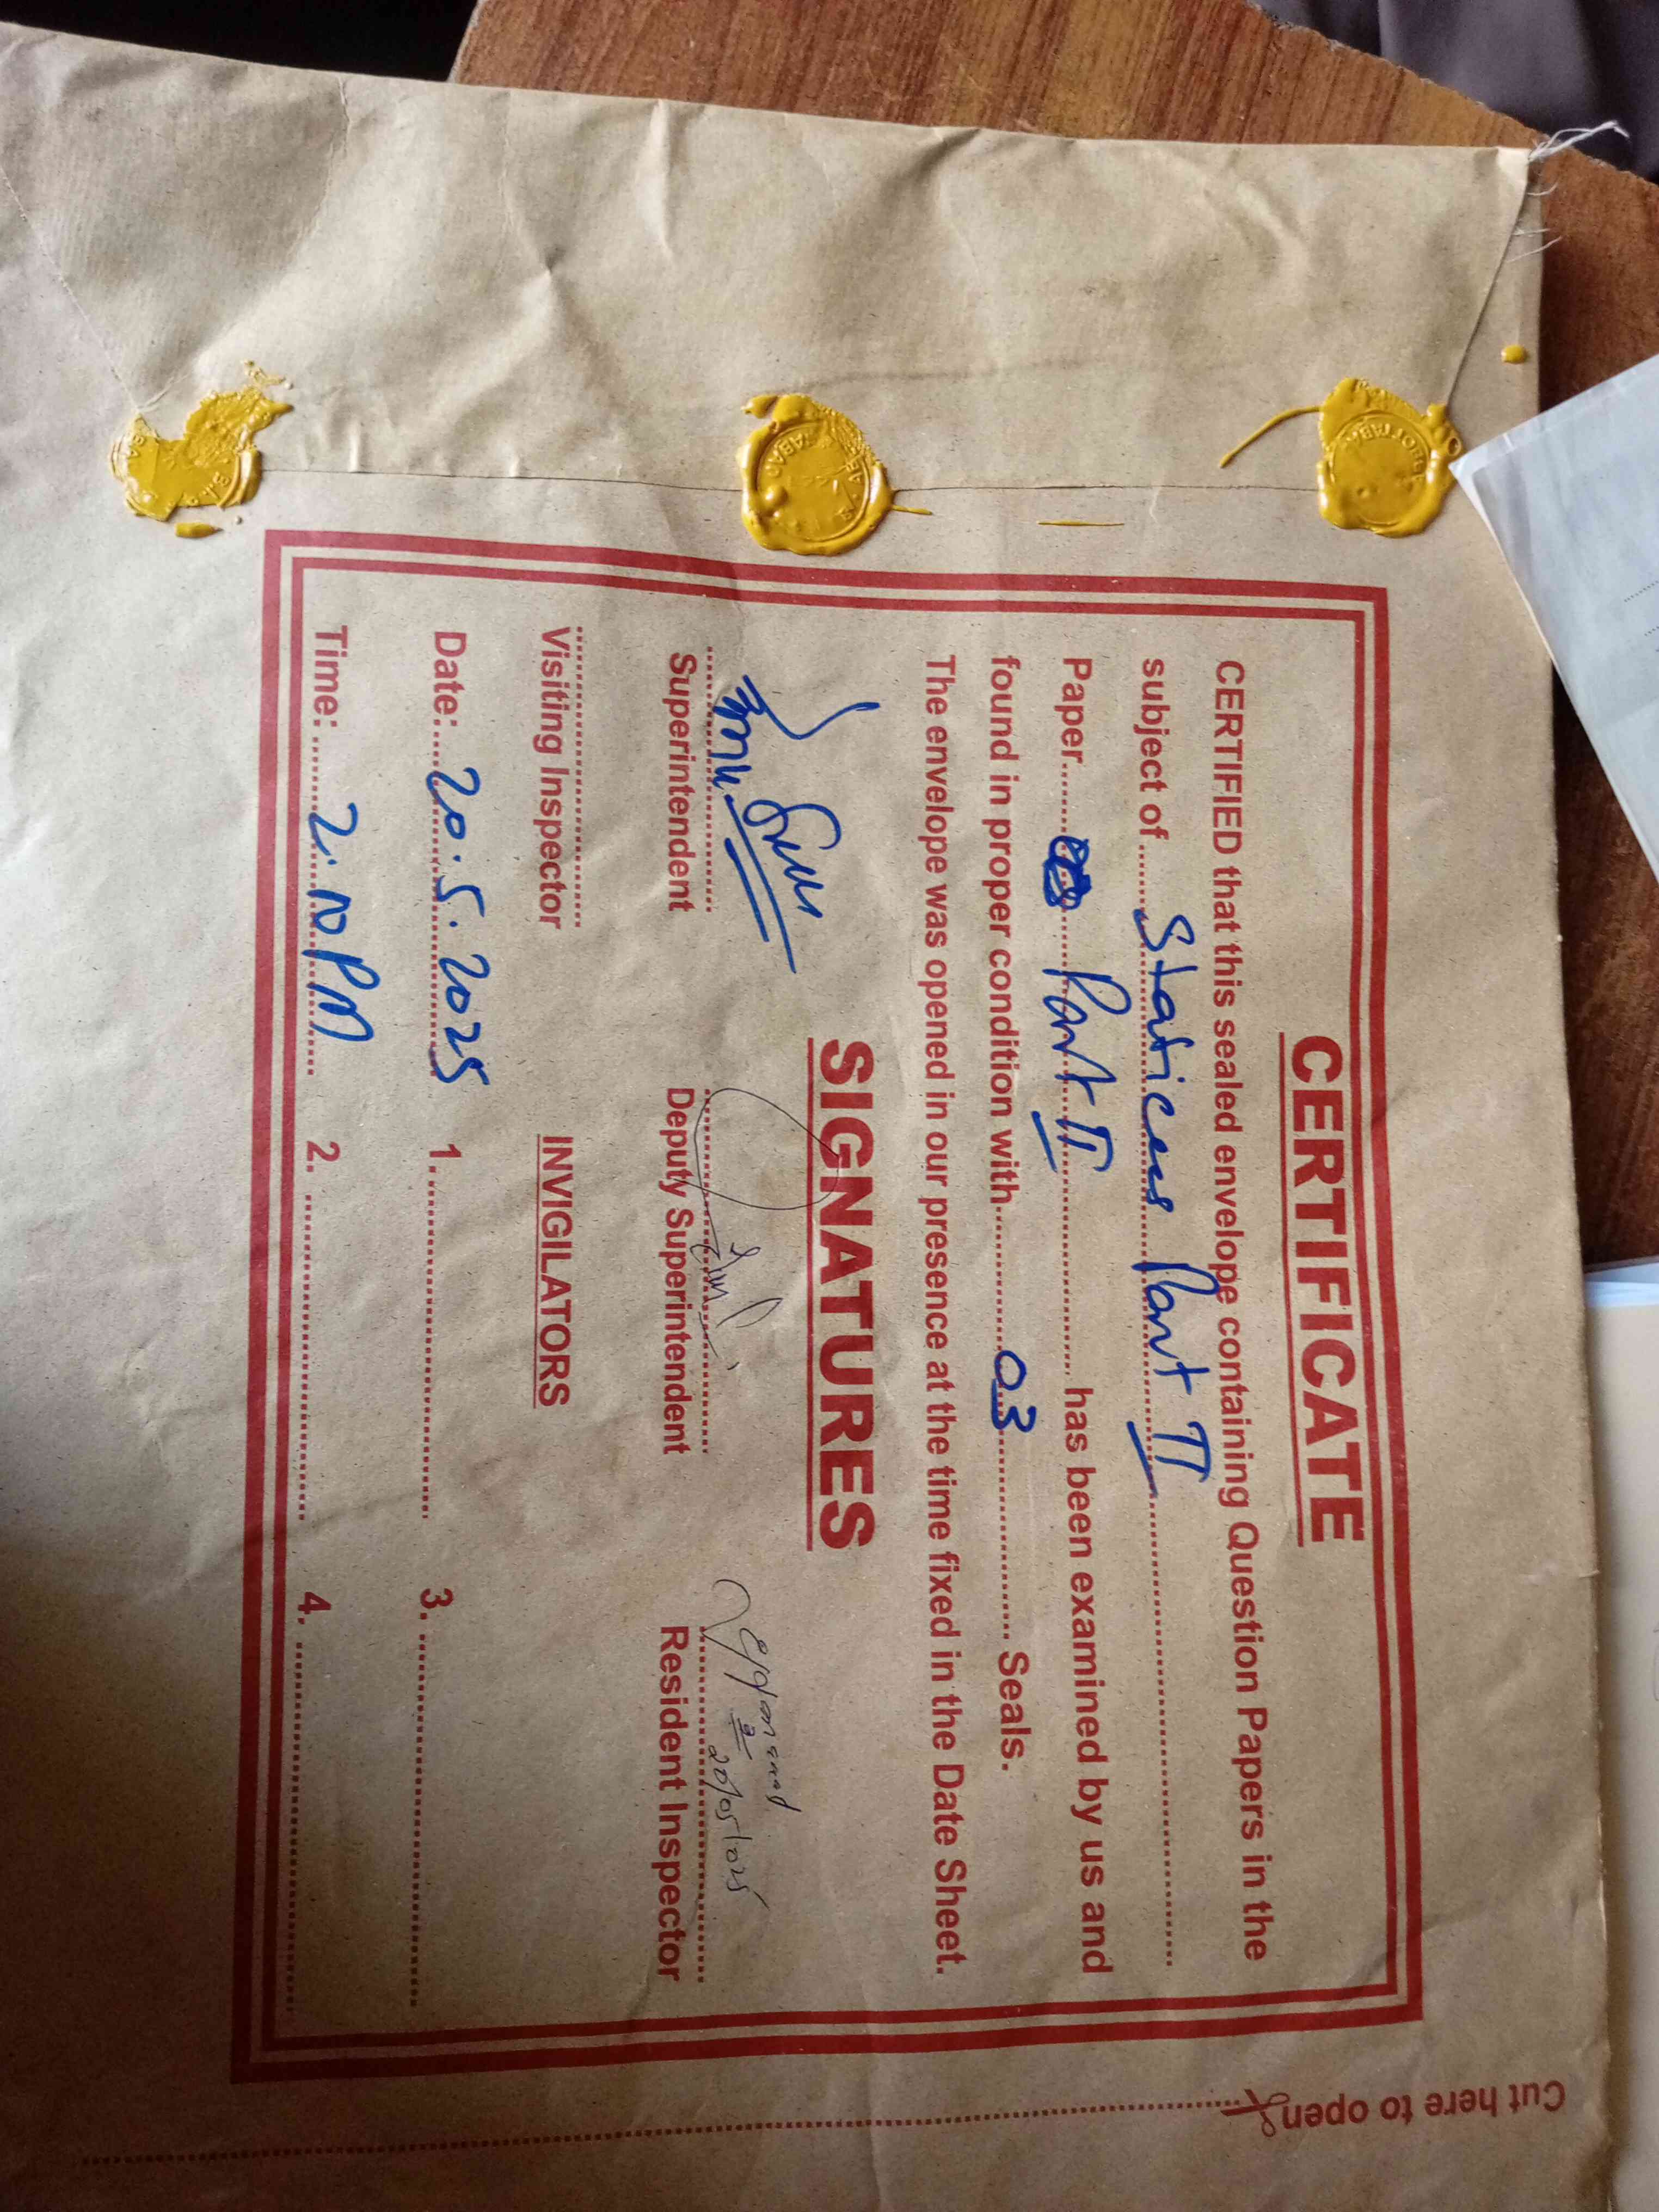 CERTIFICATE
CERTIFIED that this sealed envelope containing Question Papers in the
subject of Statices Part II
Paper Part II has been examined by us and
found in proper condition with 03 Seals.
The envelope was opened in our presence at the time fixed in the Date Sheet.
SIGNATURES
20/05/025
Superintendent Deputy Superintendent Resident Inspector
Visiting Inspector INVIGILATORS
Date: 20.5.2025 1. 3.
Time: 2:10 PM 2. 4.
Cut here to open